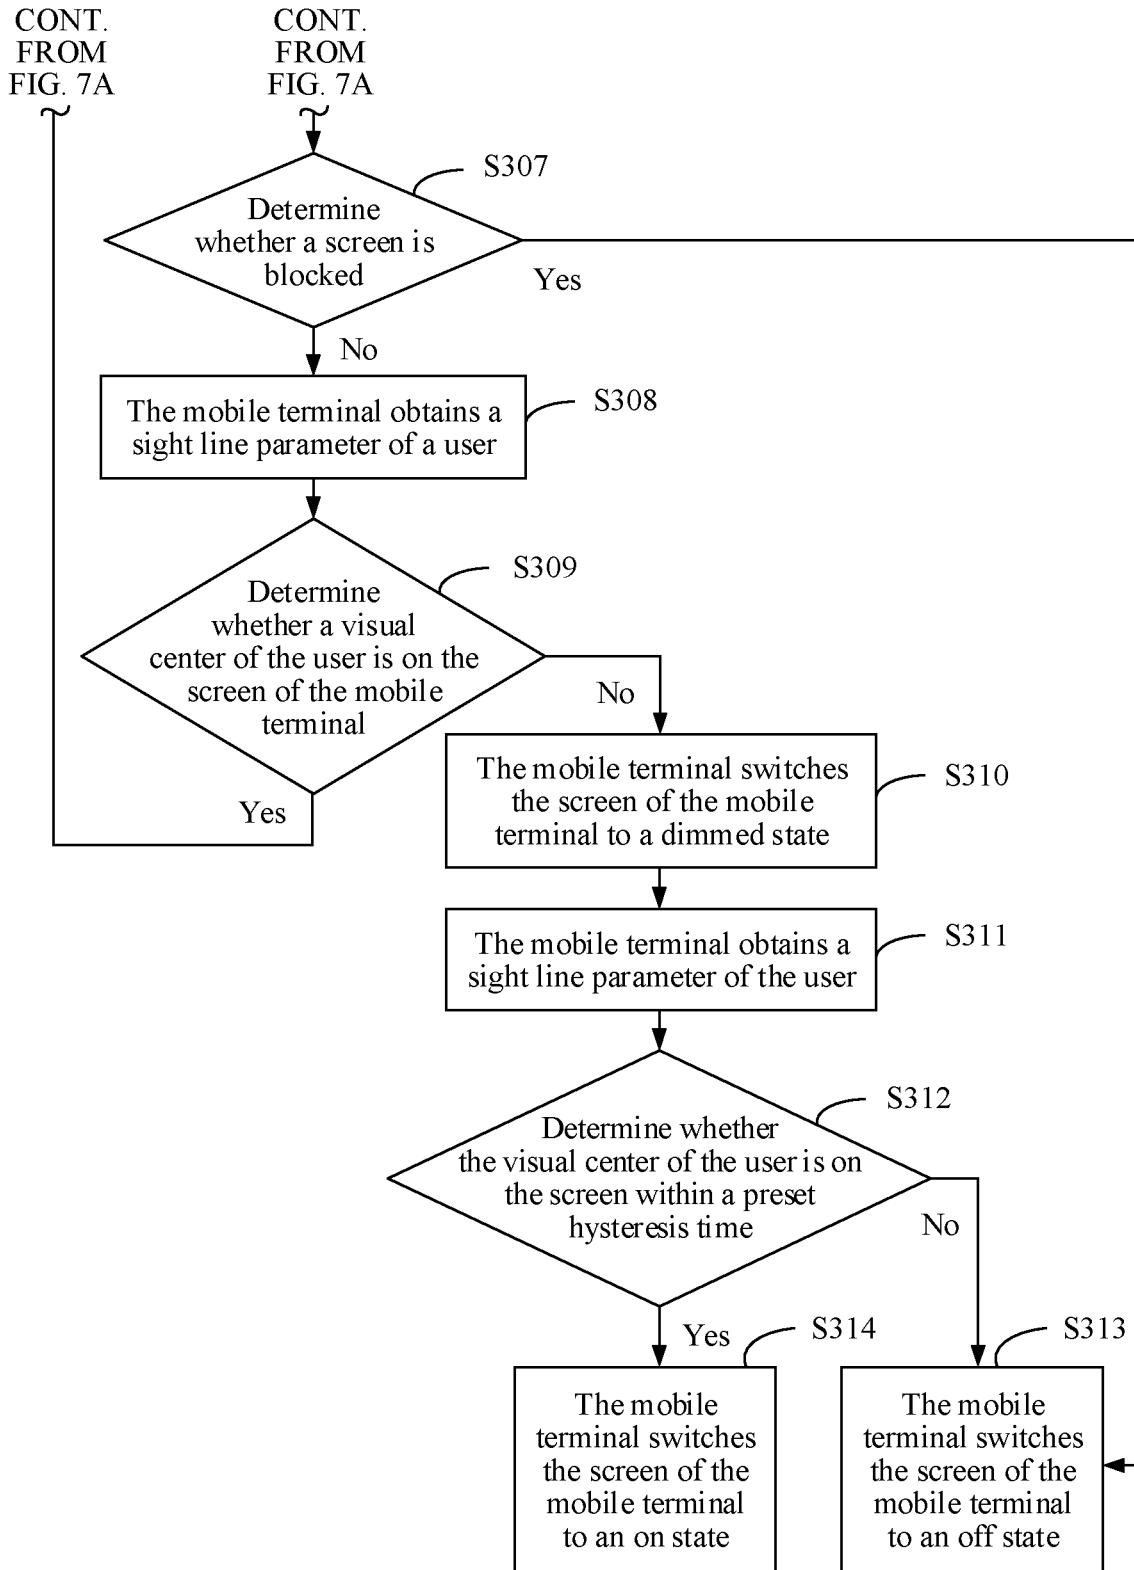 CONT.
FROM
FIG. 7A
CONT.
FROM
FIG. 7A
S307
Determine
whether a screen is
blocked
Yes
No
S308
The mobile terminal obtains a
sight line parameter of a user
S309
Determine
whether a visual
center of the user is on the
screen of the mobile
terminal
No
Yes
S310
The mobile terminal switches
the screen of the mobile
terminal to a dimmed state
S311
The mobile terminal obtains a
sight line parameter of the user
S312
Determine whether
the visual center of the user is on
the screen within a preset
hysteresis time
No
Yes
S314
The mobile
terminal switches
the screen of the
mobile terminal
to an on state
S313
The mobile
terminal switches
the screen of the
mobile terminal
to an off state